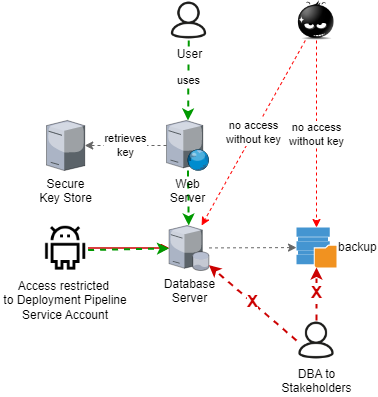 User
uses
no access
without key
no access
without key
retrieves
key
Secure
Key Store
Web
Server
backup
Database
Server
Access restricted
to Deployment Pipeline
Service Account
X
X
DBA to
Stakeholders